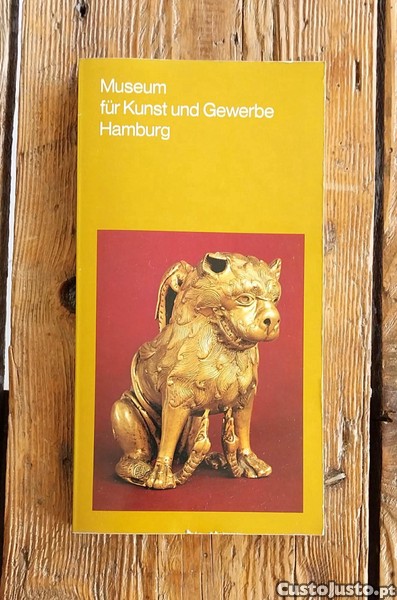 Museum
für Kunst und Gewerbe
Hamburg
CustoJusto.pt